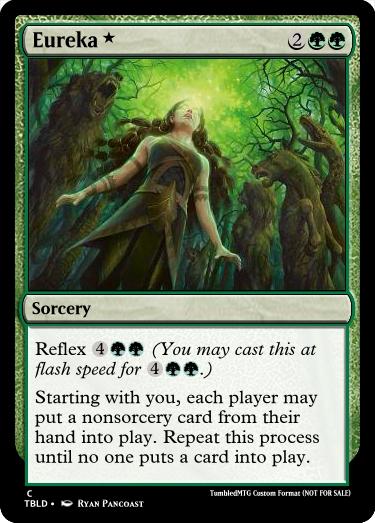 Eureka ★ 2
Sorcery
Reflex 4 (You may cast this at
flash speed for 4 .)
Starting with you, each player may
put a nonsorcery card from their
hand into play. Repeat this process
until no one puts a card into play.
C
TBLD • Ryan Pancoast
TumbledMTG Custom Format (NOT FOR SALE)